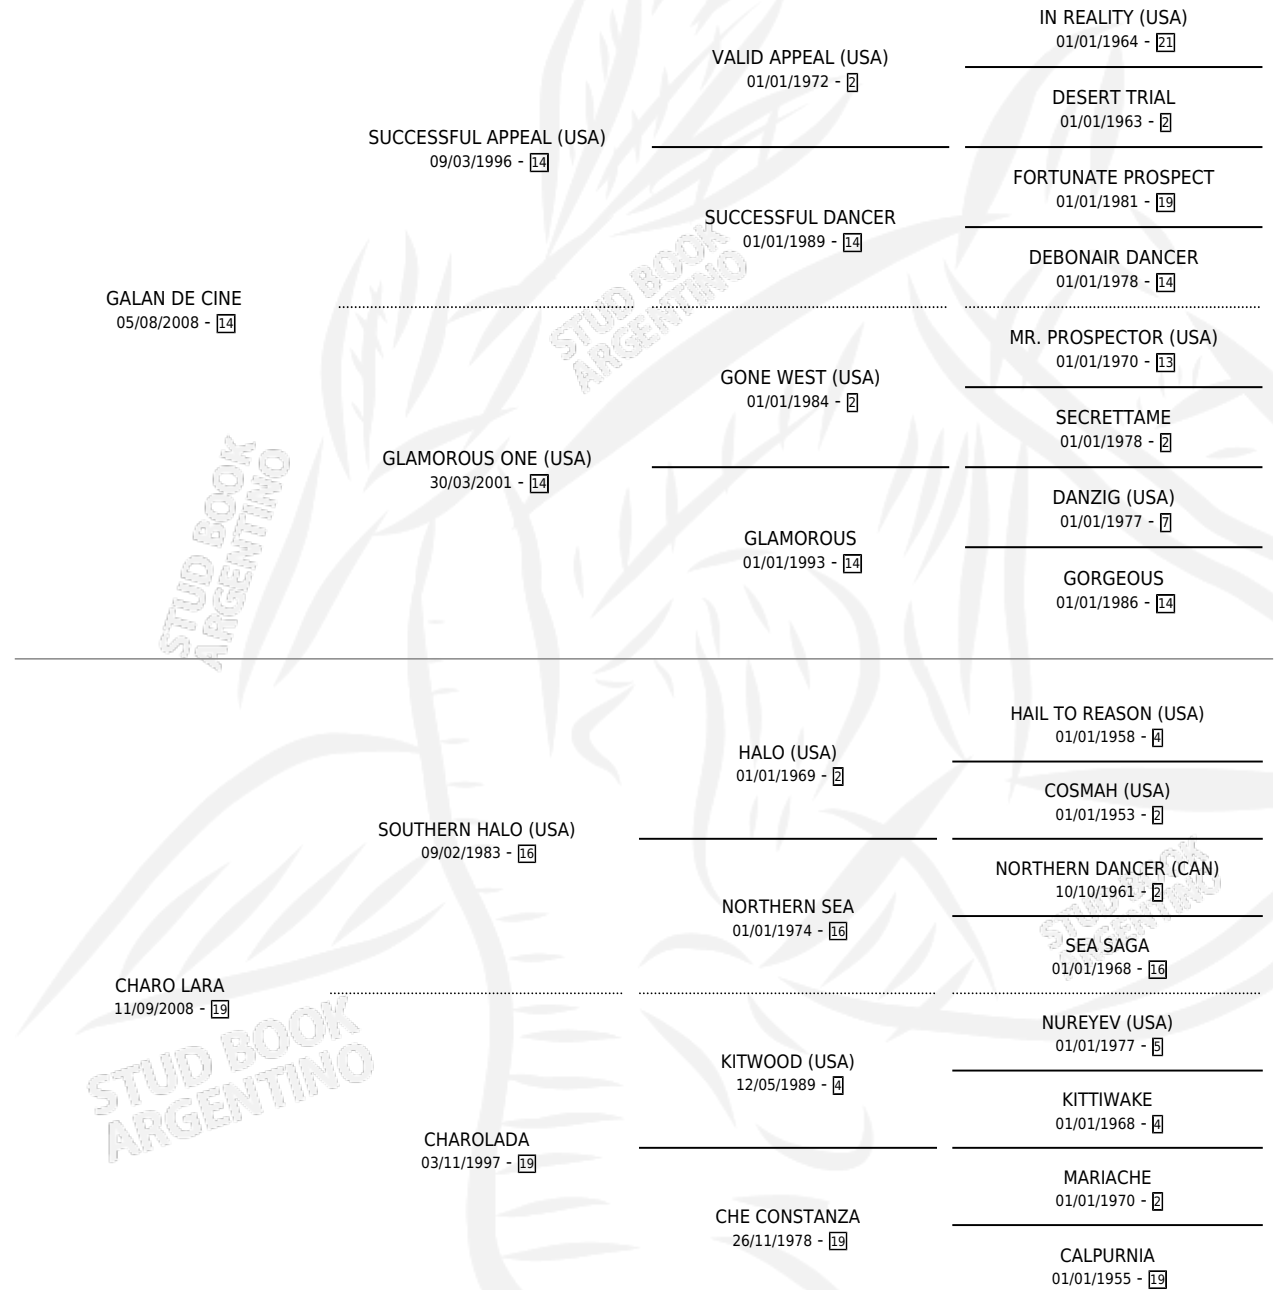 IN REALITY (USA)
01/01/1964 - 21
VALID APPEAL (USA)
01/01/1972 - 2
DESERT TRIAL
01/01/1963 - 2
SUCCESSFUL APPEAL (USA)
09/03/1996 - 14
FORTUNATE PROSPECT
01/01/1981 - 19
SUCCESSFUL DANCER
01/01/1989 - 14
DEBONAIR DANCER
01/01/1978 - 14
STUD BOOK
ARGENTINO
GALAN DE CINE
05/08/2008 - 14
MR. PROSPECTOR (USA)
01/01/1970 - 13
GONE WEST (USA)
01/01/1984 - 2
SECRETTAME
01/01/1978 - 2
GLAMOROUS ONE (USA)
30/03/2001 - 14
DANZIG (USA)
01/01/1977 - 7
GLAMOROUS
01/01/1993 - 14
GORGEOUS
01/01/1986 - 14
STUD BOOK
ARGENTINO
HAIL TO REASON (USA)
01/01/1958 - 4
HALO (USA)
01/01/1969 - 2
COSMAH (USA)
01/01/1953 - 2
SOUTHERN HALO (USA)
09/02/1983 - 16
NORTHERN DANCER (CAN)
10/10/1961 - 2
NORTHERN SEA
01/01/1974 - 16
SEA SAGA
01/01/1968 - 16
STUD BOOK
ARGENTINO
CHARO LARA
11/09/2008 - 19
NUREYEV (USA)
01/01/1977 - 5
KITWOOD (USA)
12/05/1989 - 4
KITTIWAKE
01/01/1968 - 4
STUD BOOK
ARGENTINO
CHAROLADA
03/11/1997 - 19
MARIACHE
01/01/1970 - 2
CHE CONSTANZA
26/11/1978 - 19
CALPURNIA
01/01/1955 - 19